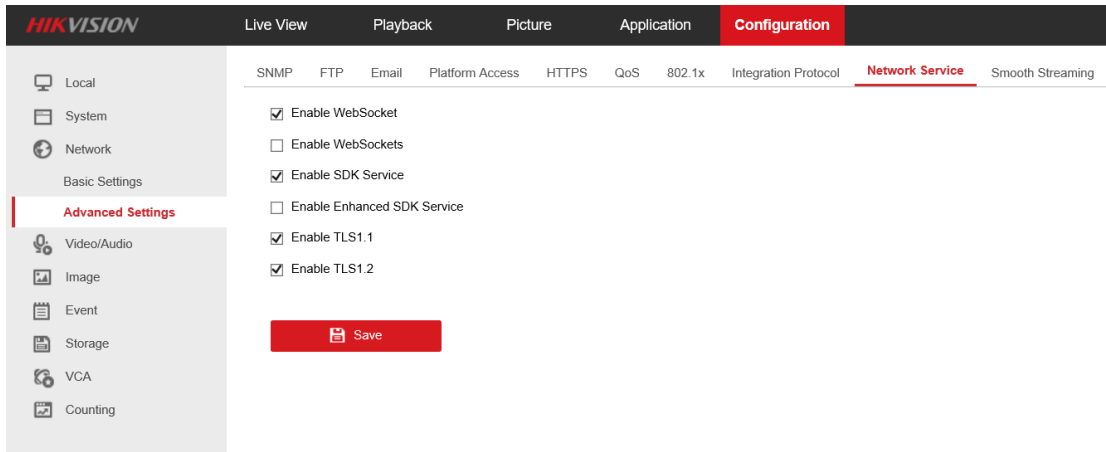 HIKVISION Live View Playback Picture Application Configuration
SNMP FTP Email Platform Access HTTPS QoS 802.1x Integration Protocol Network Service Smooth Streaming
Local
System
Network
Basic Settings
Advanced Settings
Video/Audio
Image
Event
Storage
VCA
Counting
Enable WebSocket
Enable WebSockets
Enable SDK Service
Enable Enhanced SDK Service
Enable TLS1.1
Enable TLS1.2
Save